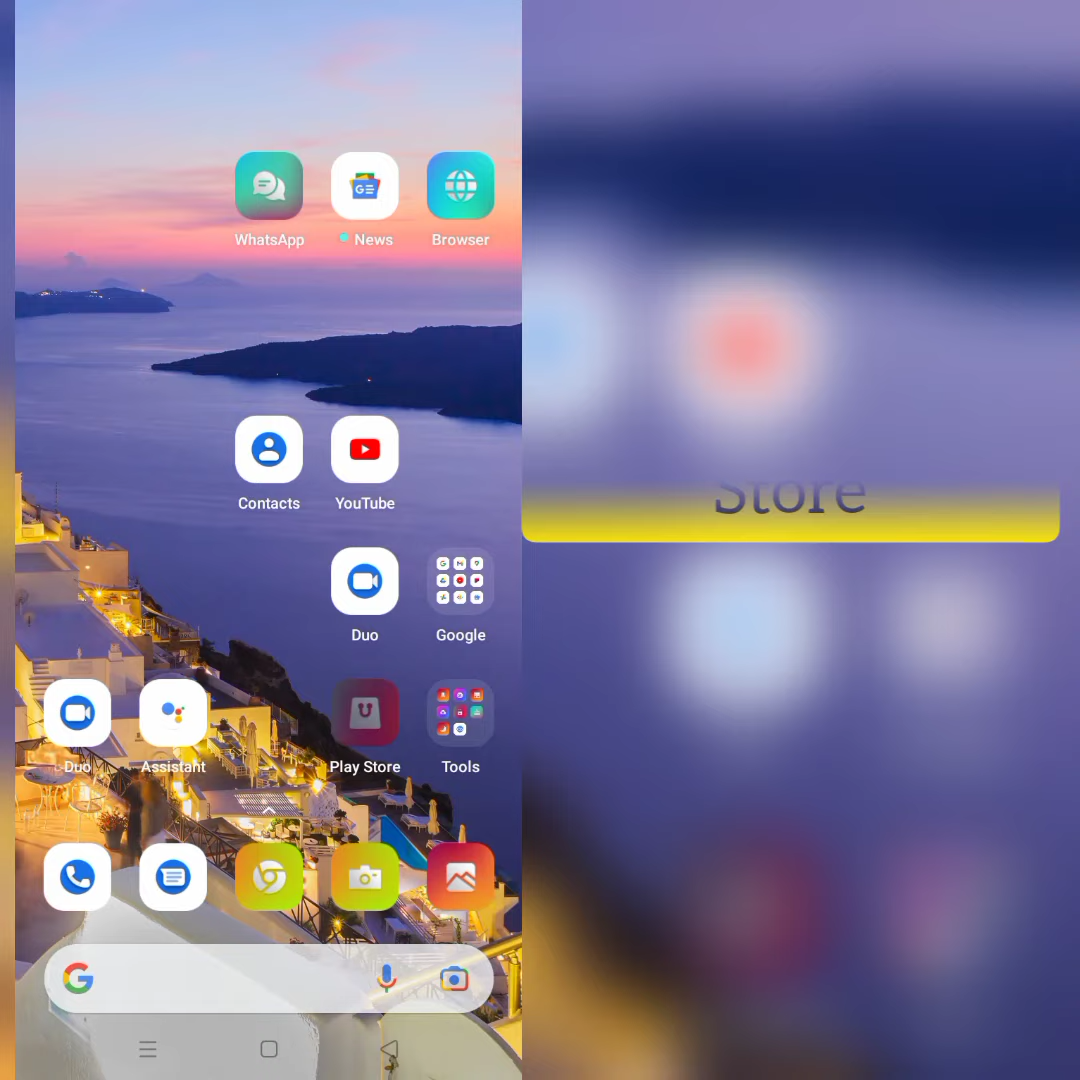 WhatsApp
News
Browser
Contacts
YouTube
Store
Duo
Google
Duo
Assistant
Play Store
Tools